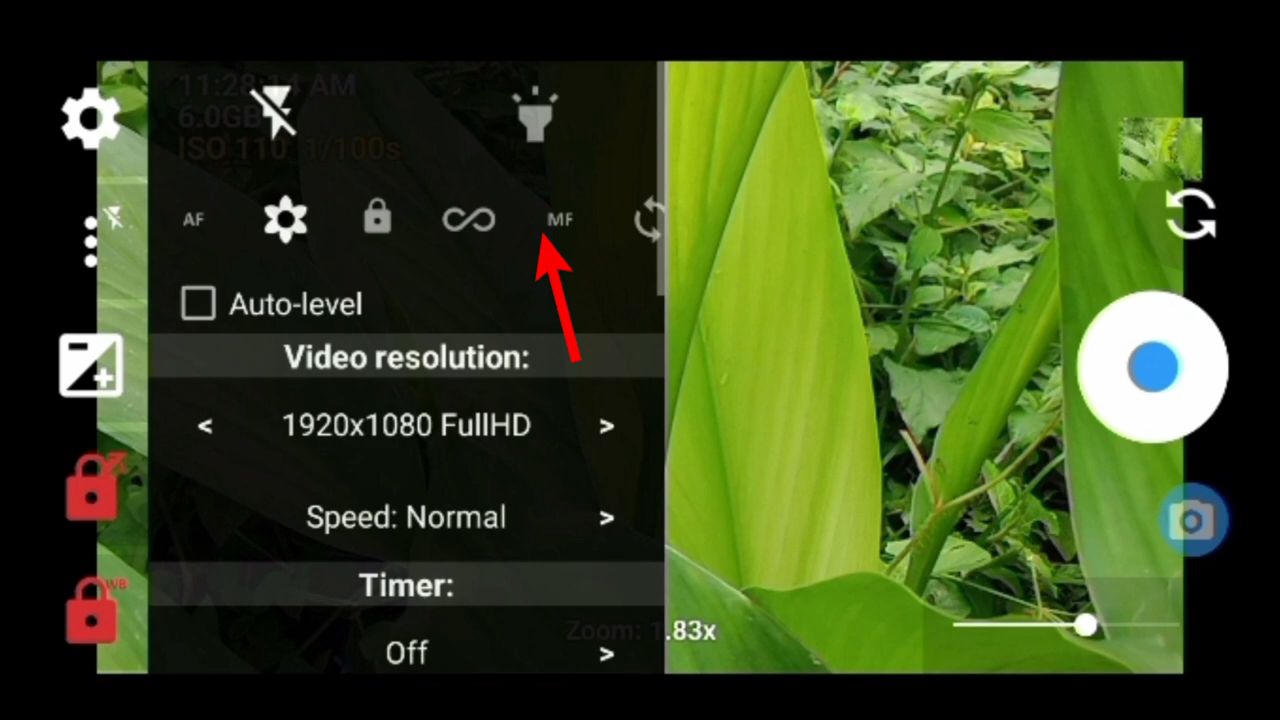 11:28:14 AM
6.0GB
ISO 110 1/100s
AF
MF
Auto-level
Video resolution:
< 1920x1080 FullHD >
Speed: Normal >
Timer:
Zoom: 1.83x
Off >
WB